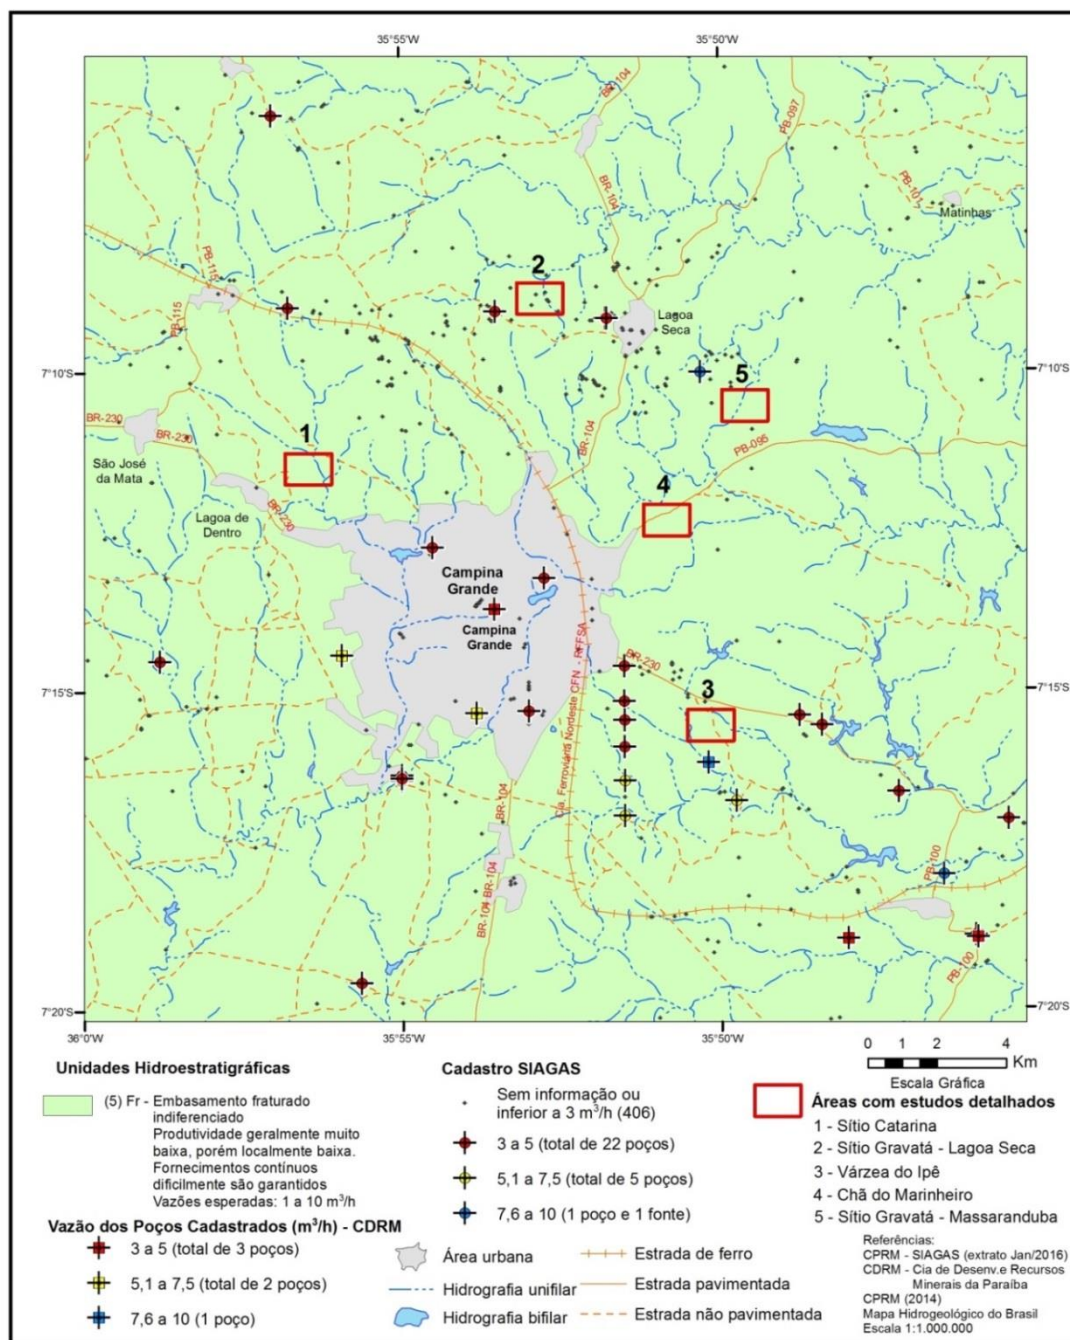 35°55'W
35°50'W
BR-104
PB-097
BR-104
PB-101
Matinhas
PB-115
2
PB-115
Lagoa
Seca
7°10'S
7°10'S
5
BR-230
BR-230
1
BR-104
PB-095
São José
da Mata
4
Lagoa de
Dentro
BR-230
Campina
Grande
Campina
Grande
BR-230
7°15'S
7°15'S
3
Cia. Ferroviária Nordeste CFN - RFFSA
BR-104
PB-100
BR-104
BR-104
PB-100
7°20'S
7°20'S
36°0'W
35°55'W
35°50'W
0 1 2 4
Km
Escala Gráfica
Unidades Hidroestratigráficas
(5) Fr - Embasamento fraturado
indiferenciado
Produtividade geralmente muito
baixa, porém localmente baixa.
Fornecimentos contínuos
dificilmente são garantidos
Vazões esperadas: 1 a 10 m³/h
Vazão dos Poços Cadastrados (m³/h) - CDRM
3 a 5 (total de 3 poços)
5,1 a 7,5 (total de 2 poços)
7,6 a 10 (1 poço)
Cadastro SIAGAS
Sem informação ou
inferior a 3 m³/h (406)
3 a 5 (total de 22 poços)
5,1 a 7,5 (total de 5 poços)
7,6 a 10 (1 poço e 1 fonte)
Área urbana
Hidrografia unifilar
Hidrografia bifilar
Estrada de ferro
Estrada pavimentada
Estrada não pavimentada
Áreas com estudos detalhados
1 - Sítio Catarina
2 - Sítio Gravatá - Lagoa Seca
3 - Várzea do Ipê
4 - Chã do Marinheiro
5 - Sítio Gravatá - Massaranduba
Referências:
CPRM - SIAGAS (extrato Jan/2016)
CDRM - Cia de Desenv.e Recursos
Minerais da Paraíba
CPRM (2014)
Mapa Hidrogeológico do Brasil
Escala 1:1.000.000